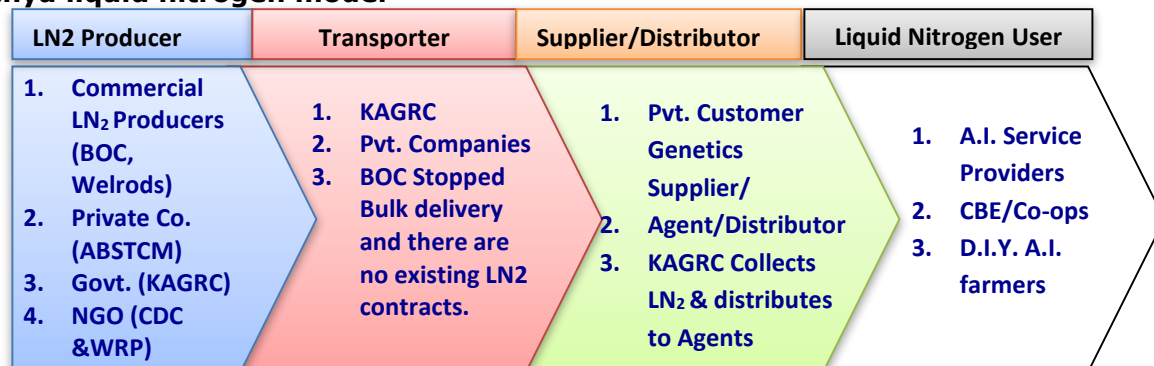 liquid nitrogen model
LN2 Producer
Transporter
Supplier/Distributor
Liquid Nitrogen User
1. Commercial
LN₂ Producers
(BOC,
Welrods)
2. Private Co.
(ABSTCM)
3. Govt. (KAGRC)
4. NGO (CDC
&WRP)
1. KAGRC
2. Pvt. Companies
3. BOC Stopped
Bulk delivery
and there are
no existing LN2
contracts.
1. Pvt. Customer
Genetics
Supplier/
2. Agent/Distributor
3. KAGRC Collects
LN₂ & distributes
to Agents
1. A.I. Service
Providers
2. CBE/Co-ops
3. D.I.Y. A.I.
farmers